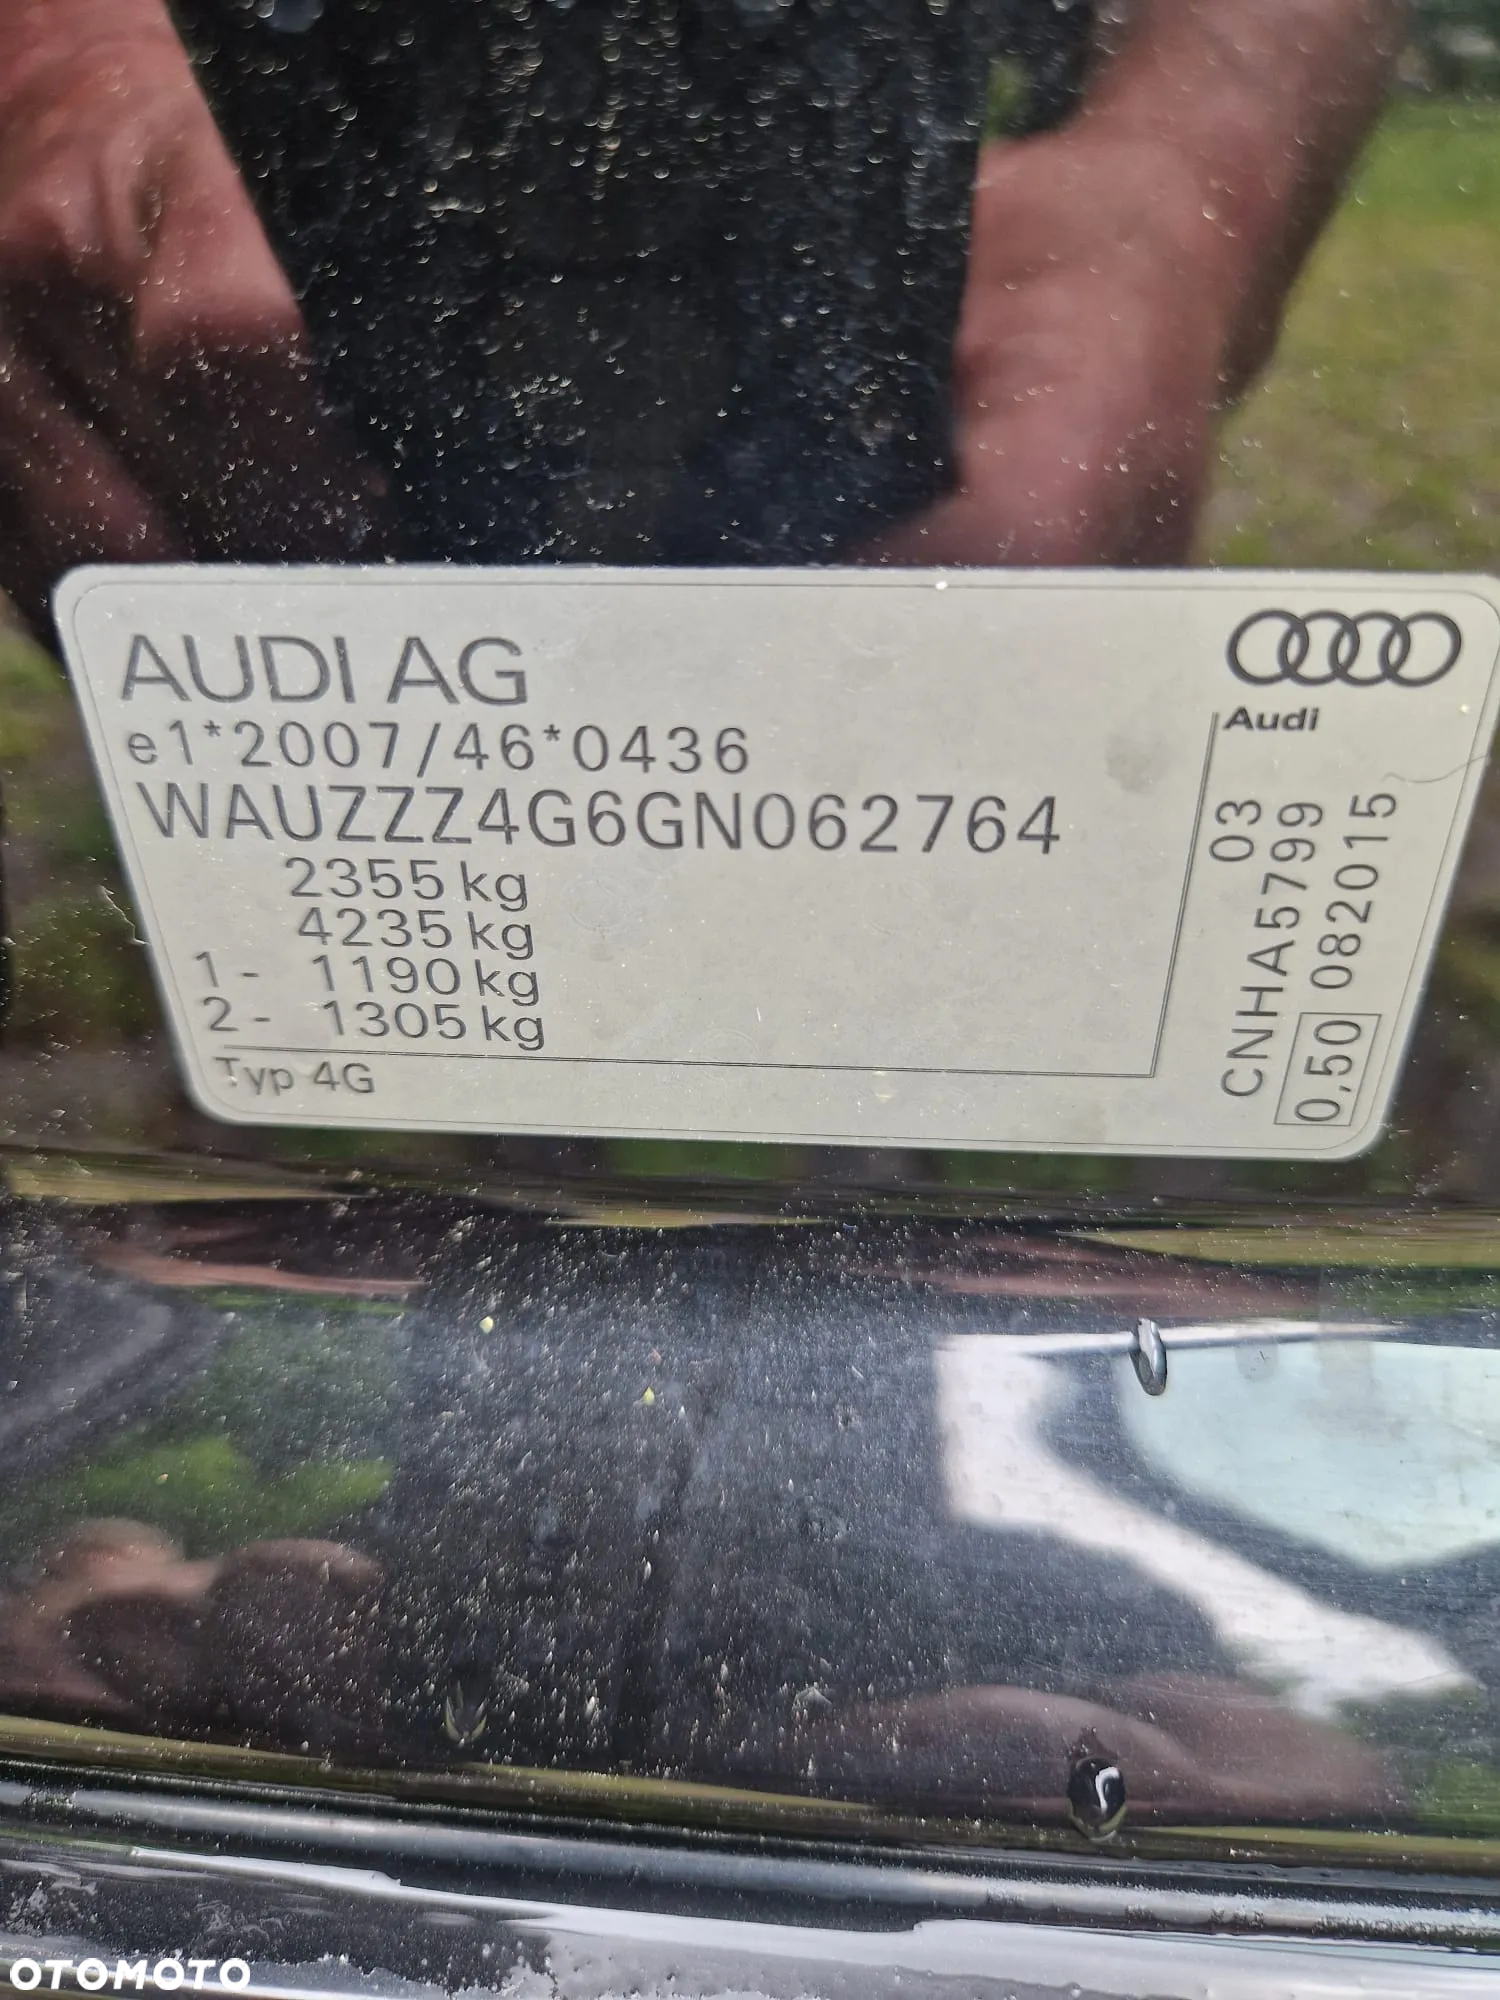 AUDI AG
e1*2007/46*0436
WAUZZZ4G6GN062764
2355 kg
4235 kg
1- 1190 kg
2- 1305 kg
Typ 4G
Audi
03
CNHA5799
0,50 082015
OTOMOTO